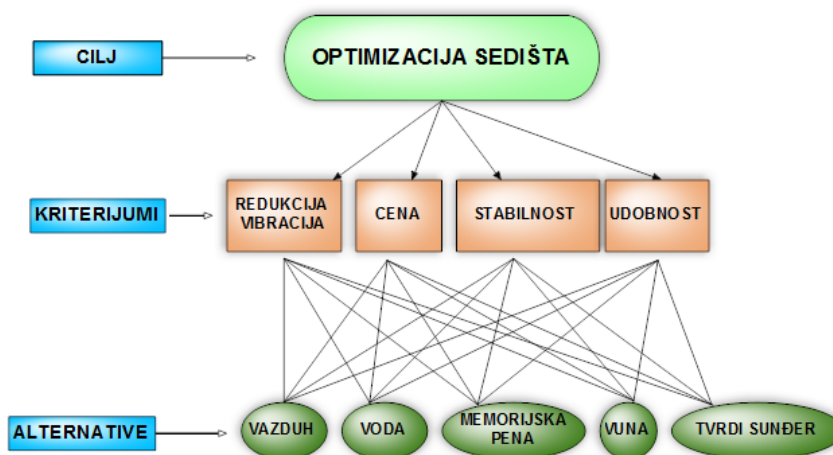 CILJ
OPTIMIZACIJA SEDIŠTA
KRITERIJUMI
REDUKCIJA
VIBRACIJA
CENA
STABILNOST
UDOBNOST
ALTERNATIVE
VAZDUH
VODA
MEMORIJSKA
PENA
VUNA
TVRDI SUNĐER